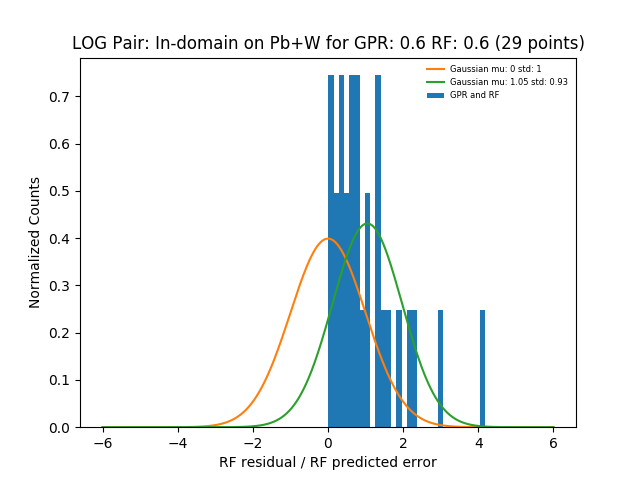 LOG Pair: In-domain on Pb+W for GPR: 0.6 RF: 0.6 (29 points)
Gaussian mu: 0 std: 1
Gaussian mu: 1.05 std: 0.93
GPR and RF
Normalized Counts
0.7
0.6
0.5
0.4
0.3
0.2
0.1
0.0
−6 −4 −2 0 2 4 6
RF residual / RF predicted error